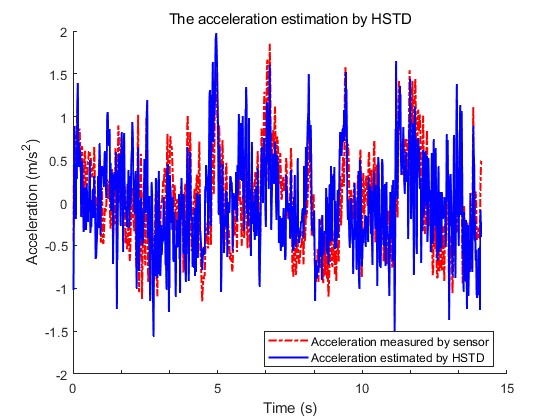 The acceleration estimation by HSTD
2
1.5
1
0.5
0
-0.5
-1
-1.5
-2
Acceleration (m/s²)
0
5
10
15
Time (s)
Acceleration measured by sensor
Acceleration estimated by HSTD